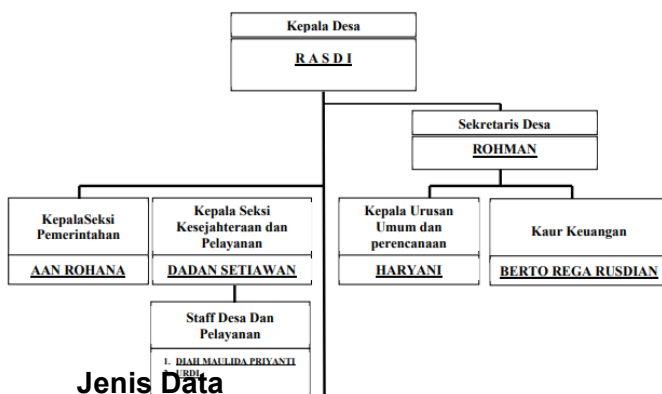 Kepala Desa
R A S D I
Sekretaris Desa
ROHMAN
KepalaSeksi
Pemerintahan
AAN ROHANA
Kepala Seksi
Kesejahteraan dan
Pelayanan
DADAN SETIAWAN
Kepala Urusan
Umum dan
perencanaan
HARYANI
Kaur Keuangan
BERTO REGA RUSDIAN
Staff Desa Dan
Pelayanan
1. DIAH MAULIDA PRIYANTI
URDI
Jenis Data